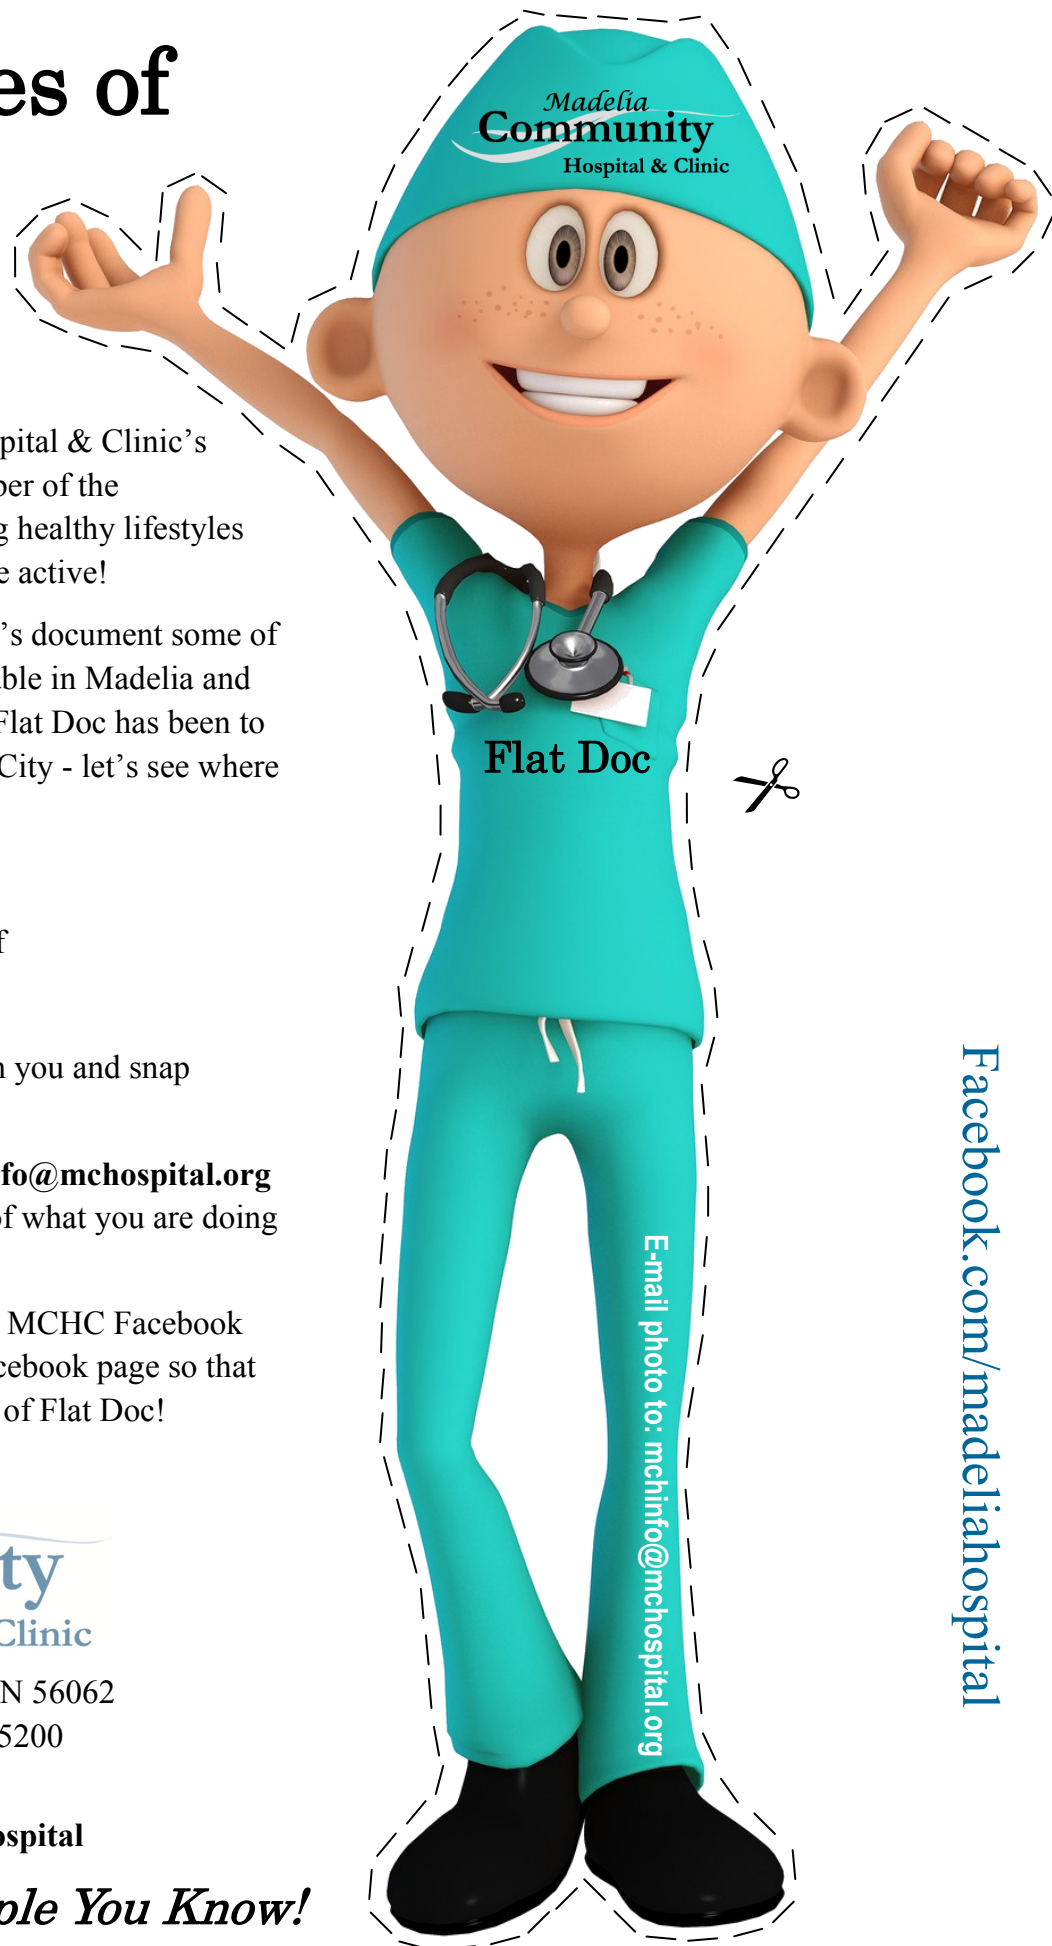 es of
pital & Clinic's
ber of the
g healthy lifestyles
e active!
's document some of
able in Madelia and
Flat Doc has been to
City - let's see where
f
n you and snap
fo@mchospital.org
of what you are doing
MCHC Facebook
cebook page so that
of Flat Doc!
ty
Clinic
N 56062
5200
ospital
ple You Know!
Madelia
Community
Hospital & Clinic
Flat Doc
E-mail photo to: mchinfo@mchospital.org
Facebook.com/madeliahospital